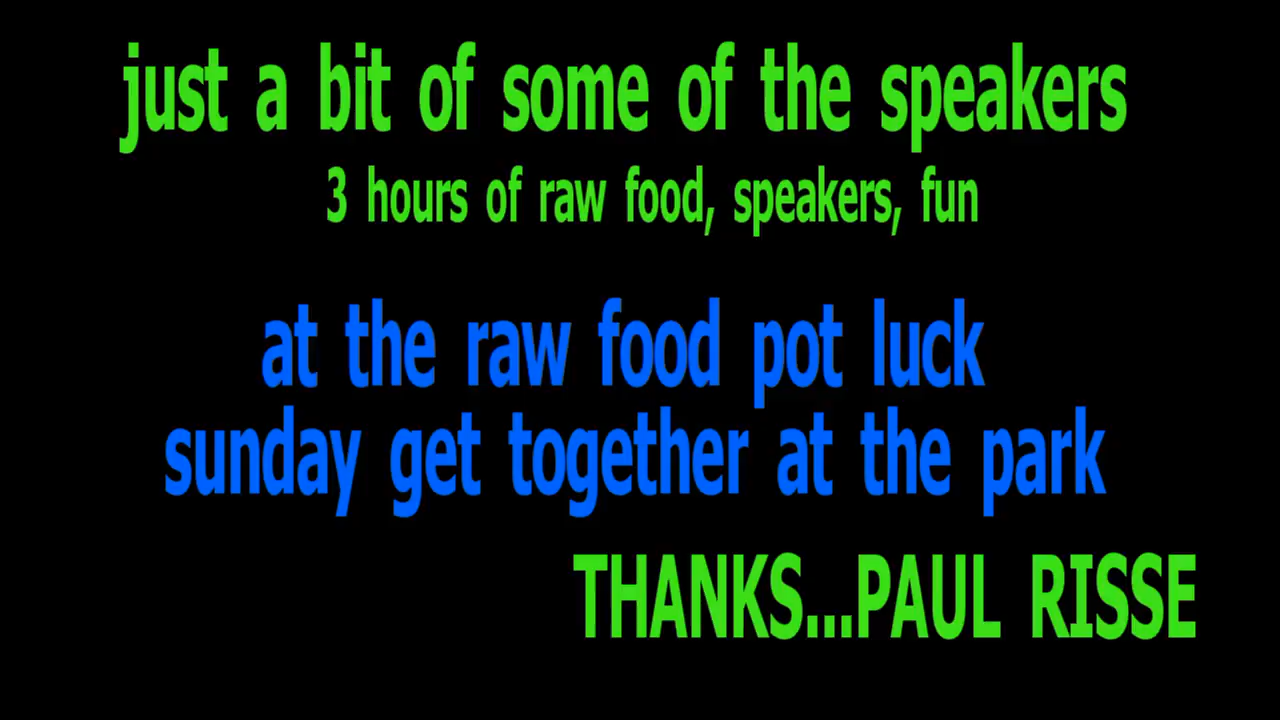 just a bit of some of the speakers
3 hours of raw food, speakers, fun
at the raw food pot luck
sunday get together at the park
THANKS...PAUL RISSE